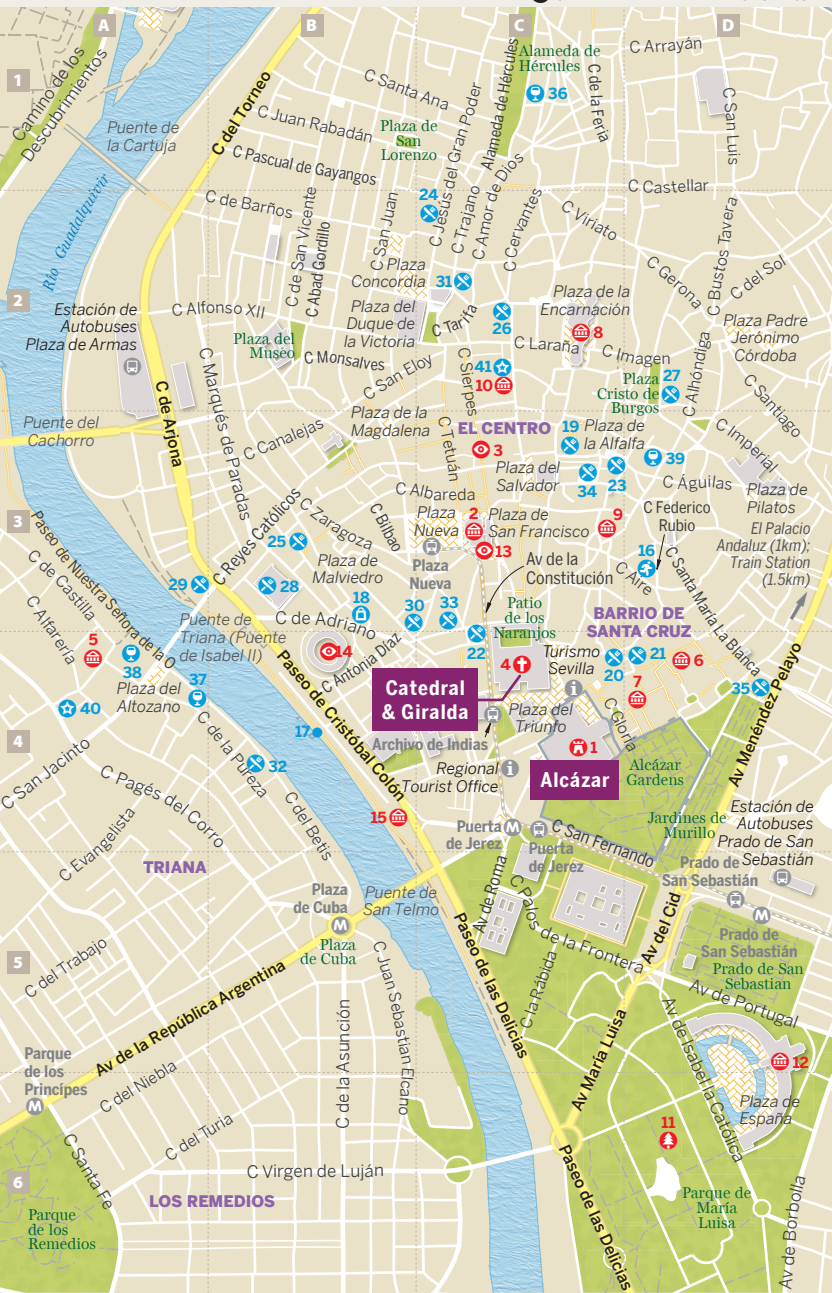 A
B
C
D
1
2
3
4
5
6
Camino de los
Descubrimientos
Puente de
la Cartuja
Río Guadalquivir
C del Torneo
C Santa Ana
C Juan Rabadán
Plaza de
San
Lorenzo
C Pascual de Gayangos
C de Barños
C Jesús del Gran Poder
Alameda de Hércules
Alameda de
Hércules
36
C de la Feria
C Arrayán
C San Luis
C Castellar
C Trajano
C Amor de Dios
C Cervantes
C Viriato
C Gerona
C Bustos Tavera
C del Sol
24
C San Juan
C de San Vicente
C Abad Gordillo
Plaza
Concordia
31
Estación de
Autobuses
Plaza de Armas
C Alfonso XII
Plaza del
Museo
Plaza del
Duque de
la Victoria
C Tarifa
26
Plaza de la
Encarnación
8
C Laraña
C Imagen
Plaza Padre
Jerónimo
Córdoba
C Monsalves
C San Eloy
C Sierpes
41
10
Plaza
Cristo de
Burgos
27
C Alhóndiga
C Santiago
C Marqués de Paradas
C de Arjona
Puente del
Cachorro
C Canalejas
Plaza de la
Magdalena
C Tetuán
EL CENTRO
3
19
Plaza de
la Alfalfa
39
C Imperial
Plaza del
Salvador
34
23
C Águilas
Plaza de
Pilatos
C Albareda
Plaza
Nueva
2
Plaza de
San Francisco
9
C Federico
Rubio
El Palacio
Andaluz (1km);
Train Station
(1.5km)
Paseo de Nuestra Señora de la O
C Reyes Católicos
C Zaragoza
C Bilbao
25
Plaza de
Malviedro
Plaza
Nueva
13
Av de la
Constitución
16
C Aire
C Santa María La Blanca
C de Castilla
C Alfarería
29
28
18
C de Adriano
30
33
Patio
de los
Naranjos
BARRIO DE
SANTA CRUZ
5
38
Puente de
Triana (Puente
de Isabel II)
14
C Antonia Díaz
22
4
Turismo
Sevilla
20
21
6
7
35
Av Menéndez Pelayo
Plaza del
Altozano
37
40
Paseo de Cristóbal Colón
Catedral
& Giralda
Plaza del
Triunfo
C Gloria
17
Archivo de Indias
1
Alcázar
Alcázar
Gardens
C San Jacinto
C de la Pureza
32
C Pagés del Corro
C del Betis
Regional
Tourist Office
15
Jardines de
Murillo
Estación de
Autobuses
Prado de San
Sebastián
C Evangelista
Puerta
de Jerez
Puerta
de Jeréz
C San Fernando
Prado de
San Sebastián
TRIANA
Plaza
de Cuba
Puente de
San Telmo
Av de Roma
C Palos de la Frontera
Av del Cid
Prado de
San Sebastián
Plaza
de Cuba
C del Trabajo
Av de la República Argentina
C Juan Sebastian Elcano
Paseo de las Delicias
C la Rábida
Prado de San
Sebastian
Av de Portugal
C de la Asunción
Av María Luisa
Av de Isabel la Católica
12
Plaza de
España
Parque
de los
Princípes
C del Niebla
C del Turia
11
C Santa Fe
C Virgen de Luján
Paseo de las Delicias
LOS REMEDIOS
Parque
de los
Remedios
Parque de
María
Luisa
Av de Borbolla